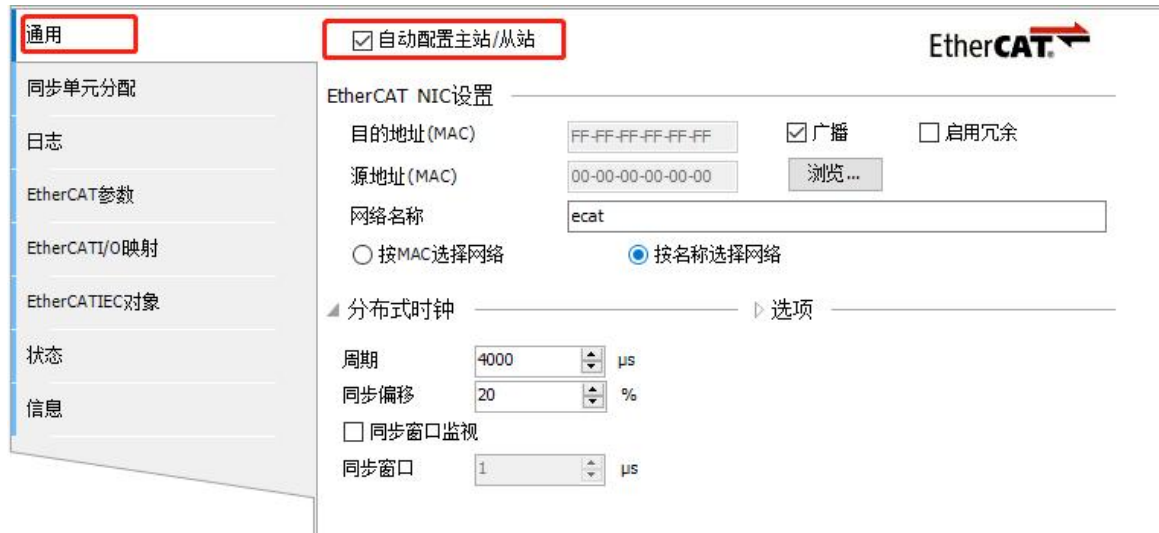 通用
同步单元分配
日志
EtherCAT参数
EtherCATI/O映射
EtherCATIEC对象
状态
信息
自动配置主站/从站
EtherCAT.
EtherCAT NIC设置
目的地址(MAC) FF-FF-FF-FF-FF-FF 广播 启用冗余
源地址(MAC) 00-00-00-00-00-00 浏览...
网络名称 ecat
按MAC选择网络 按名称选择网络
分布式时钟 选项
周期 4000 µs
同步偏移 20 %
同步窗口监视
同步窗口 1 µs